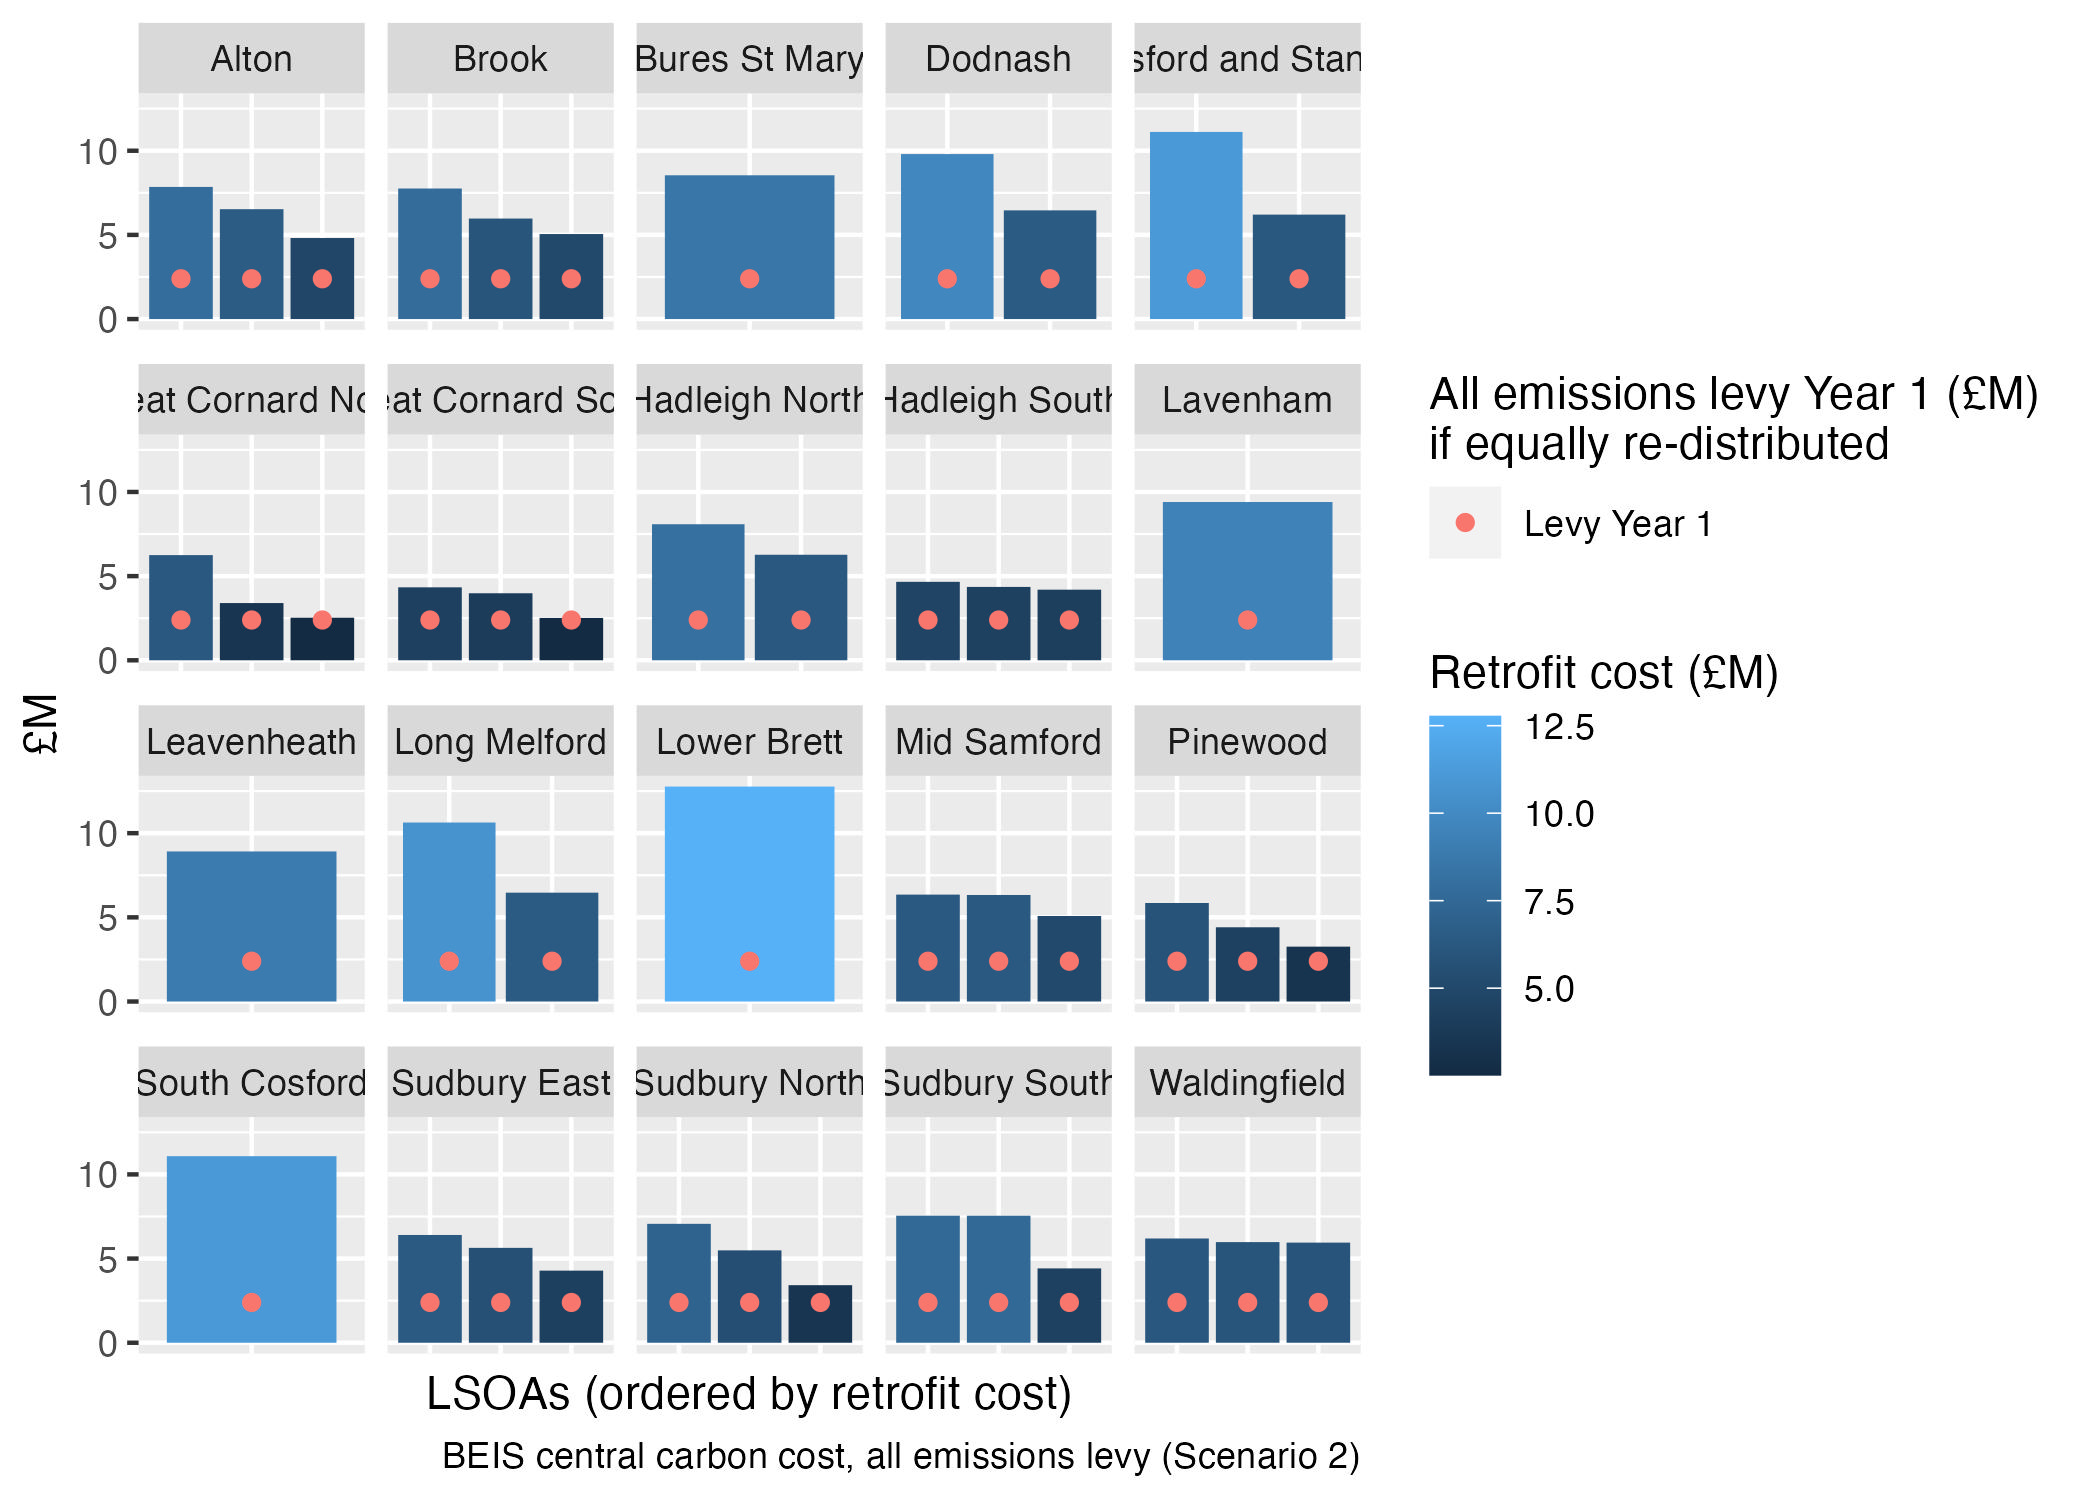 Alton Brook Bures St Mary Dodnash sford and Stan
10
5
0
eat Cornard No eat Cornard So Hadleigh North Hadleigh South Lavenham
10
5
0
Leavenheath Long Melford Lower Brett Mid Samford Pinewood
10
5
0
South Cosford Sudbury East Sudbury North Sudbury South Waldingfield
10
5
0
£M
LSOAs (ordered by retrofit cost)
BEIS central carbon cost, all emissions levy (Scenario 2)
All emissions levy Year 1 (£M)
if equally re-distributed
Levy Year 1
Retrofit cost (£M)
12.5
10.0
7.5
5.0